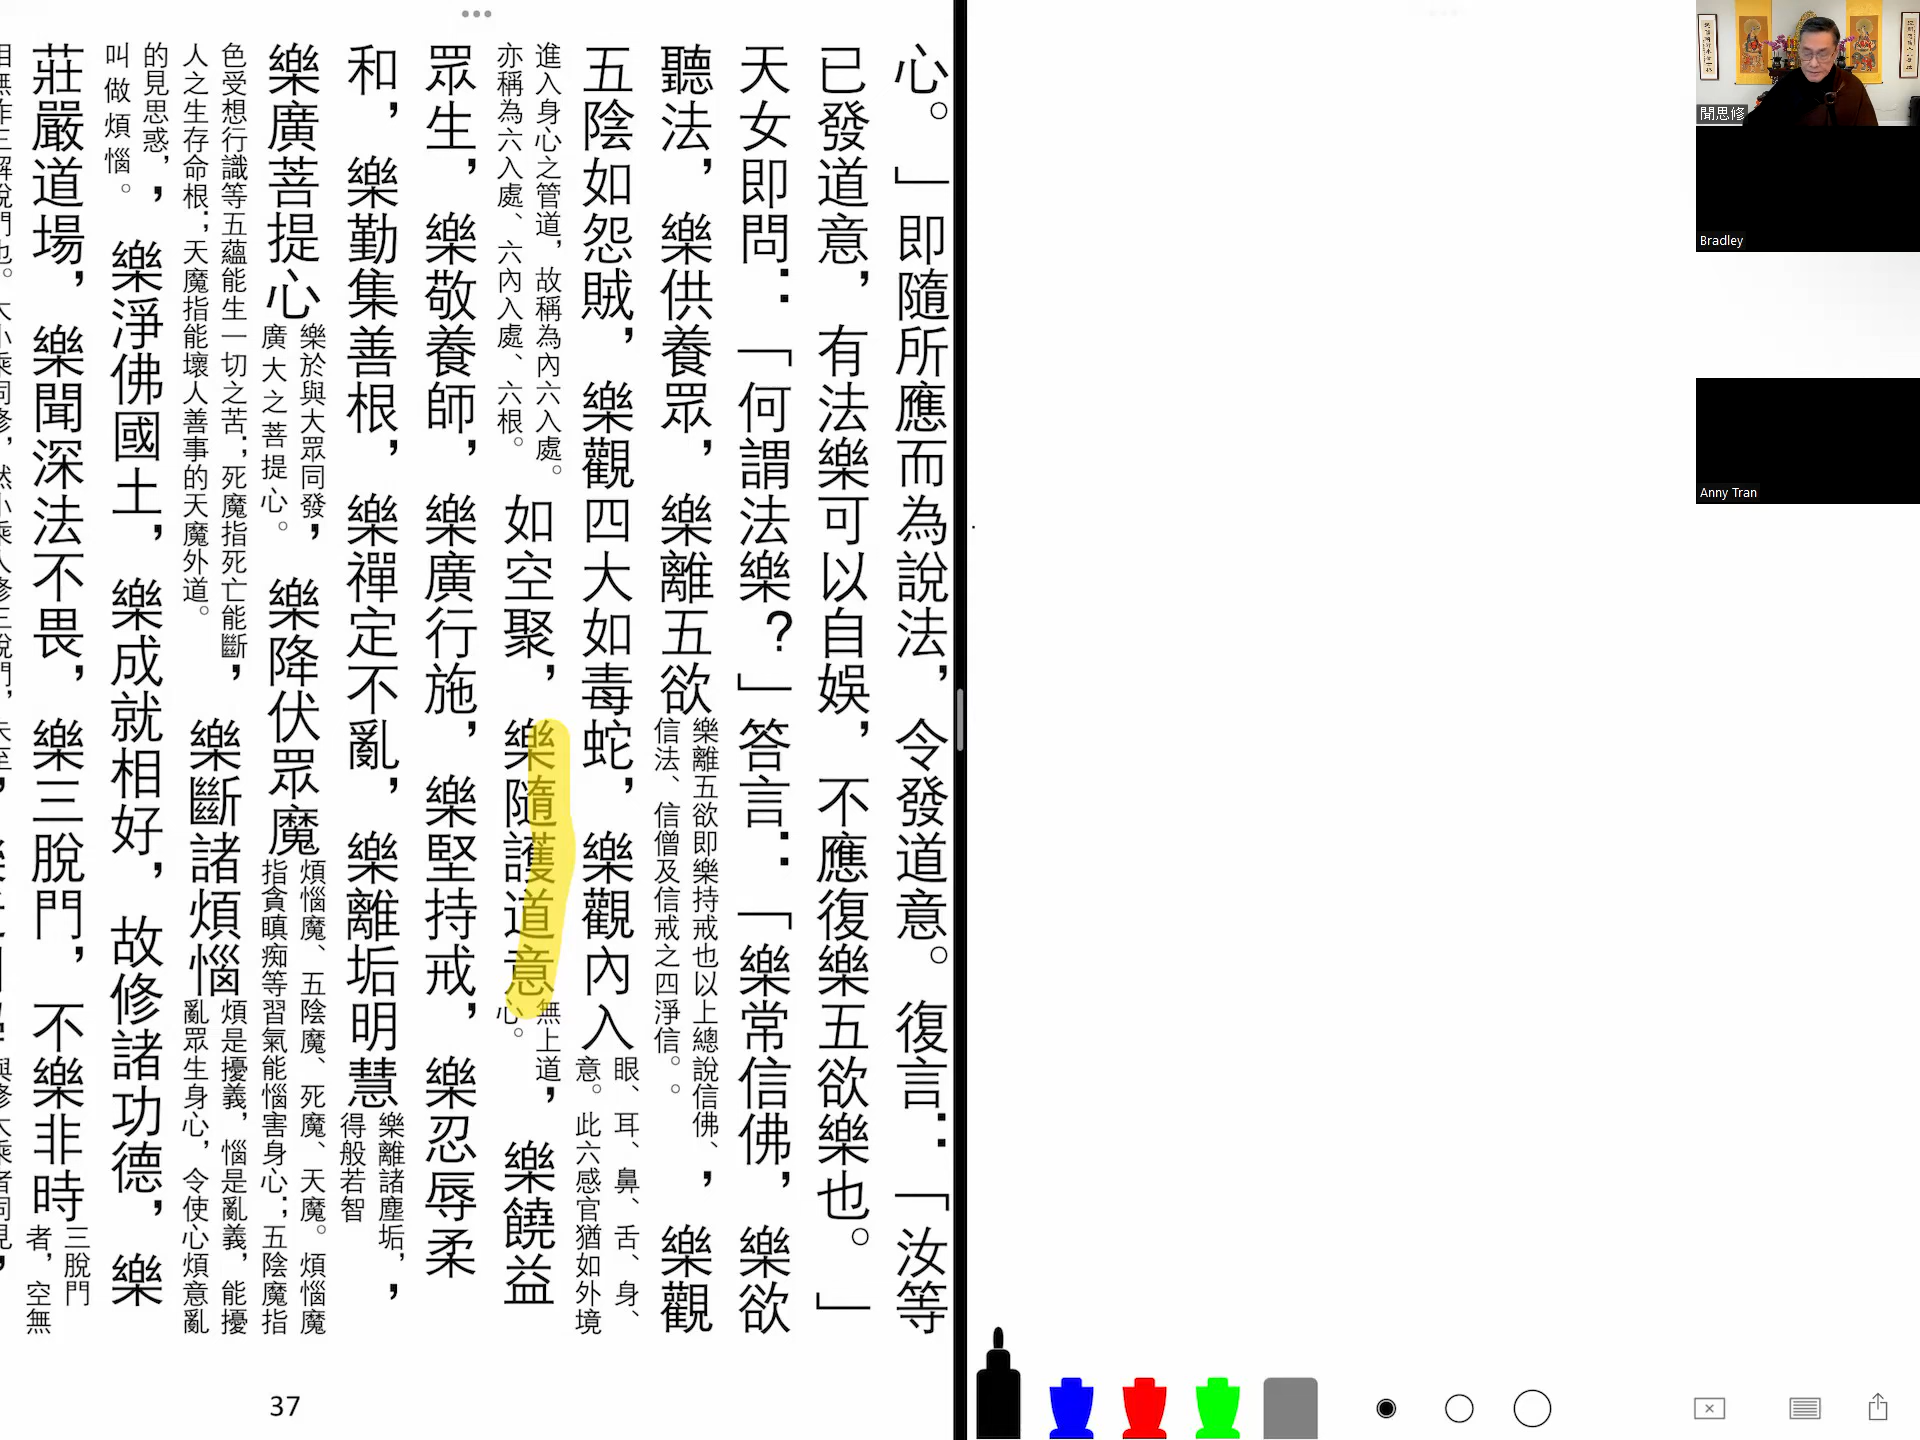 心。」即隨所應而為說法，令發道意。復言：「汝等
已發道意，有法樂可以自娛，不應復樂五欲樂也。」
天女即問：「何謂法樂？」答言：「樂常信佛，樂欲
聽法，樂供養眾，樂離五欲
樂離五欲即樂持戒也以上總說信佛、
信法、信僧及信戒之四淨信。。
，樂觀
五陰如怨賊，樂觀四大如毒蛇，樂觀內入
眼、耳、鼻、舌、身、
意。此六感官猶如外境
進入身心之管道，故稱為內六入處。
亦稱為六入處、六內入處、六根。
如空聚，樂隨護道意
無上道
心。
，樂饒益
眾生，樂敬養師，樂廣行施，樂堅持戒，樂忍辱柔
和，樂勤集善根，樂禪定不亂，樂離垢明慧
樂離諸塵垢，
得般若智
，
樂廣菩提心
樂於與大眾同發
廣大之菩提心。
，樂降伏眾魔
煩惱魔、五陰魔、死魔、天魔。煩惱魔
指貪瞋痴等習氣能惱害身心；五陰魔指
色受想行識等五蘊能生一切之苦；死魔指死亡能斷
人之生存命根；天魔指能壞人善事的天魔外道。
，樂斷諸煩惱
煩是擾義，惱是亂義，能擾
亂眾生身心，令使心煩意亂
的見思惑，
叫做煩惱。
，樂淨佛國土，樂成就相好，故修諸功德，樂
莊嚴道場，樂聞深法不畏，樂三脫門，不樂非時
三脫門
者，空無
37
聞思修
Bradley
Anny Tran